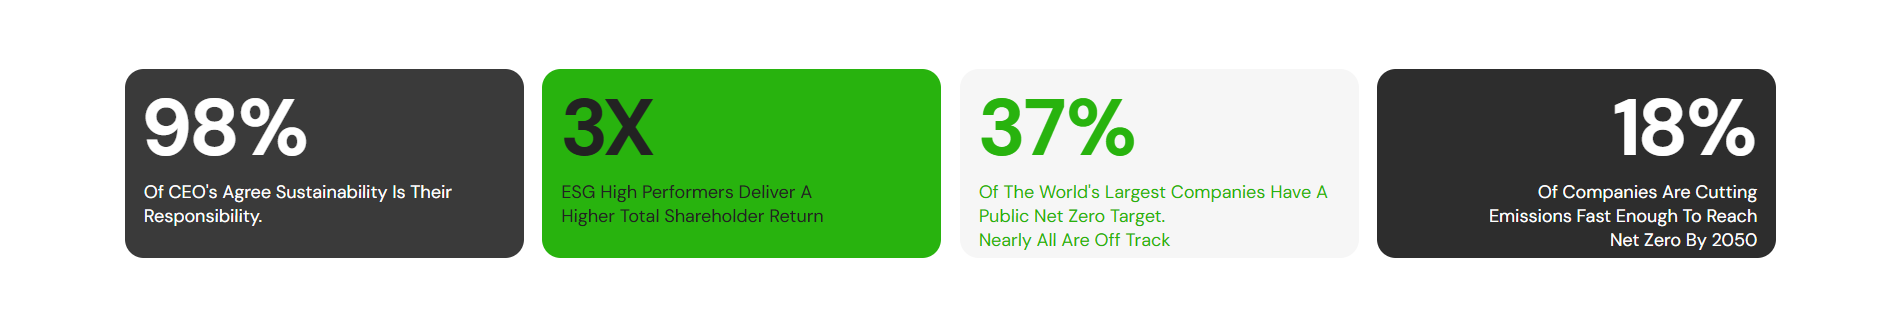 98%
Of CEO's Agree Sustainability Is Their
Responsibility.
3X
ESG High Performers Deliver A
Higher Total Shareholder Return
37%
Of The World's Largest Companies Have A
Public Net Zero Target.
Nearly All Are Off Track
18%
Of Companies Are Cutting
Emissions Fast Enough To Reach
Net Zero By 2050